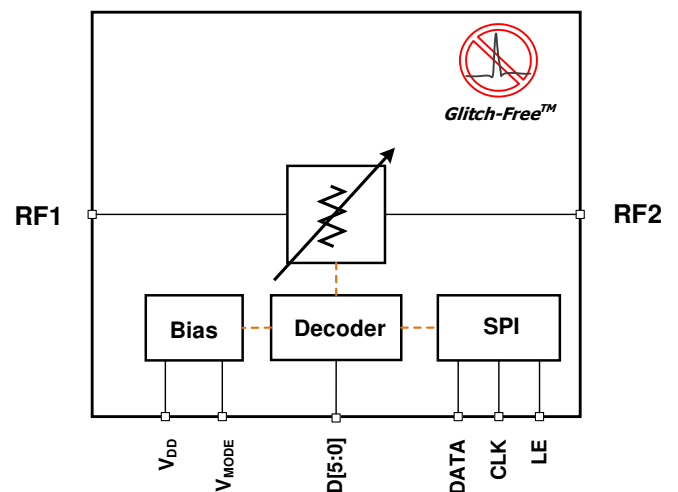 Glitch-Free™
RF1
RF2
Bias
Decoder
SPI
VDD
VMODE
D[5:0]
DATA
CLK
LE